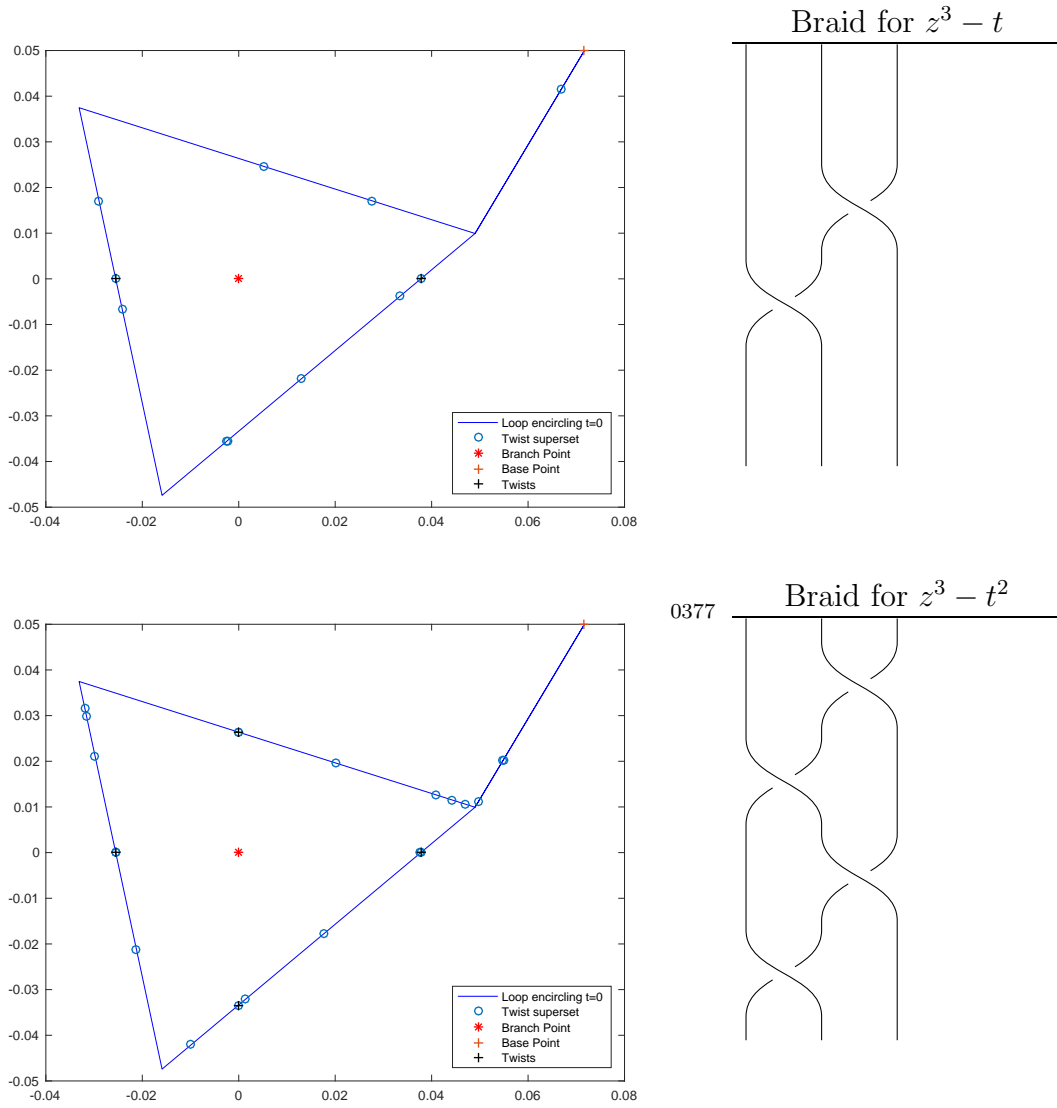 Braid for $z^3 - t$
0.05
0.04
0.03
0.02
0.01
0
-0.01
-0.02
-0.03
-0.04
-0.05
-0.04 -0.02 0 0.02 0.04 0.06 0.08
Loop encircling t=0
Twist superset
Branch Point
Base Point
Twists
0377
Braid for $z^3 - t^2$
0.05
0.04
0.03
0.02
0.01
0
-0.01
-0.02
-0.03
-0.04
-0.05
-0.04 -0.02 0 0.02 0.04 0.06 0.08
Loop encircling t=0
Twist superset
Branch Point
Base Point
Twists